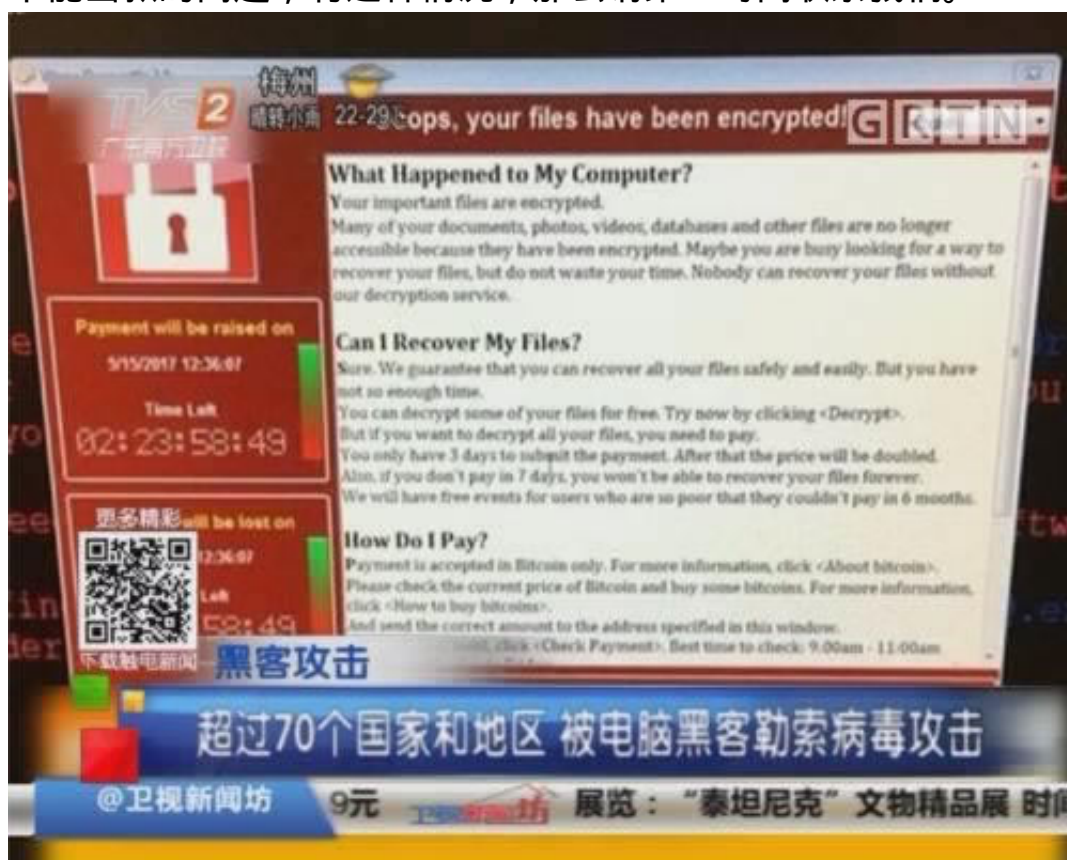 梅州
TVS2 晴转小雨 22-29 ops, your files have been encrypted! GRTN
广东南方卫视
What Happened to My Computer?
Your important files are encrypted.
Many of your documents, photos, videos, databases and other files are no longer
accessible because they have been encrypted. Maybe you are busy looking for a way to
recover your files, but do not waste your time. Nobody can recover your files without
our decryption service.
Payment will be raised on
5/15/2017 12:36:07
Time Left
02:23:58:49
Can I Recover My Files?
Sure. We guarantee that you can recover all your files safely and easily. But you have
not so enough time.
You can decrypt some of your files for free. Try now by clicking <Decrypt>.
But if you want to decrypt all your files, you need to pay.
You only have 3 days to submit the payment. After that the price will be doubled.
Also, if you don't pay in 7 days, you won't be able to recover your files forever.
We will have free events for users who are so poor that they couldn't pay in 6 months.
更多精彩 will be lost on
12:36:07
Left
58:49
下载触电新闻
How Do I Pay?
Payment is accepted in Bitcoin only. For more information, click <About bitcoin>.
Please check the current price of Bitcoin and buy some bitcoins. For more information,
click <How to buy bitcoins>.
And send the correct amount to the address specified in this window.
click <Check Payment>. Best time to check: 9:00am - 11:00am
黑客攻击
超过70个国家和地区 被电脑黑客勒索病毒攻击
@卫视新闻坊 9元 卫视新闻坊 展览：“泰坦尼克”文物精品展 时间